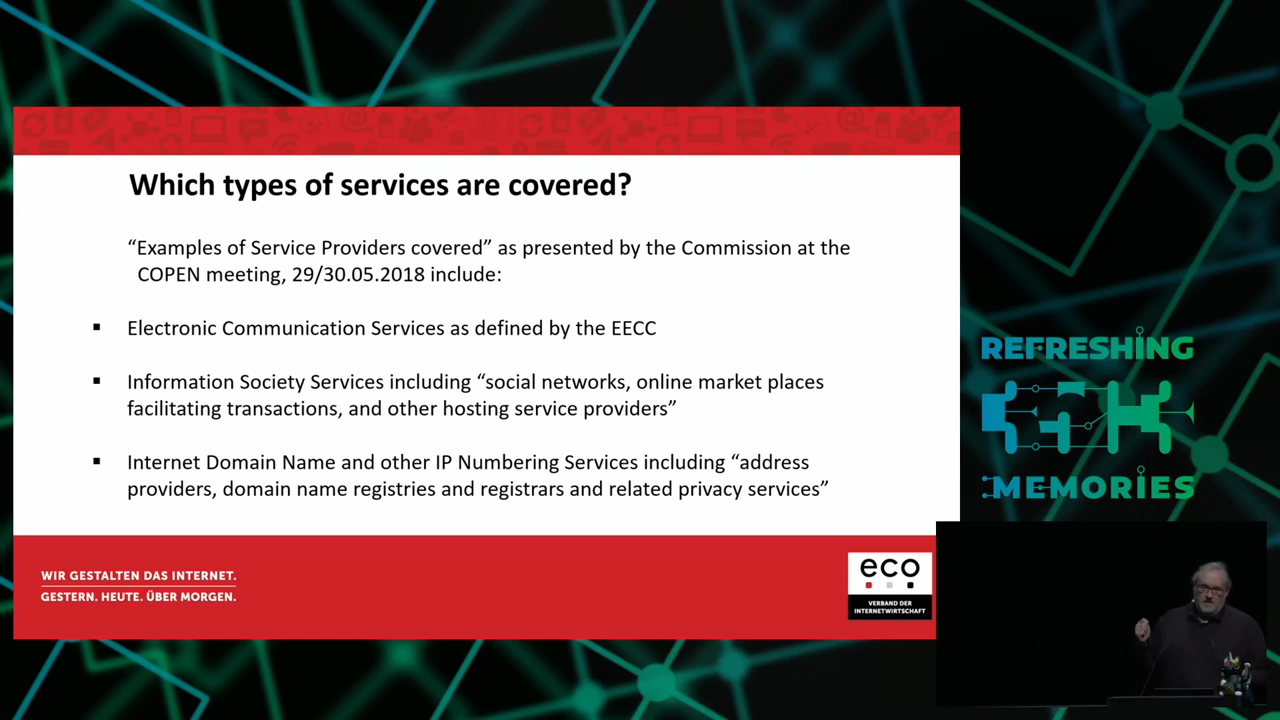 Which types of services are covered?
“Examples of Service Providers covered” as presented by the Commission at the
COPEN meeting, 29/30.05.2018 include:
▪ Electronic Communication Services as defined by the EECC
▪ Information Society Services including “social networks, online market places
facilitating transactions, and other hosting service providers”
▪ Internet Domain Name and other IP Numbering Services including “address
providers, domain name registries and registrars and related privacy services”
WIR GESTALTEN DAS INTERNET.
GESTERN. HEUTE. ÜBER MORGEN.
eco
VERBAND DER
INTERNETWIRTSCHAFT
REFRESHING
35C3
MEMORIES